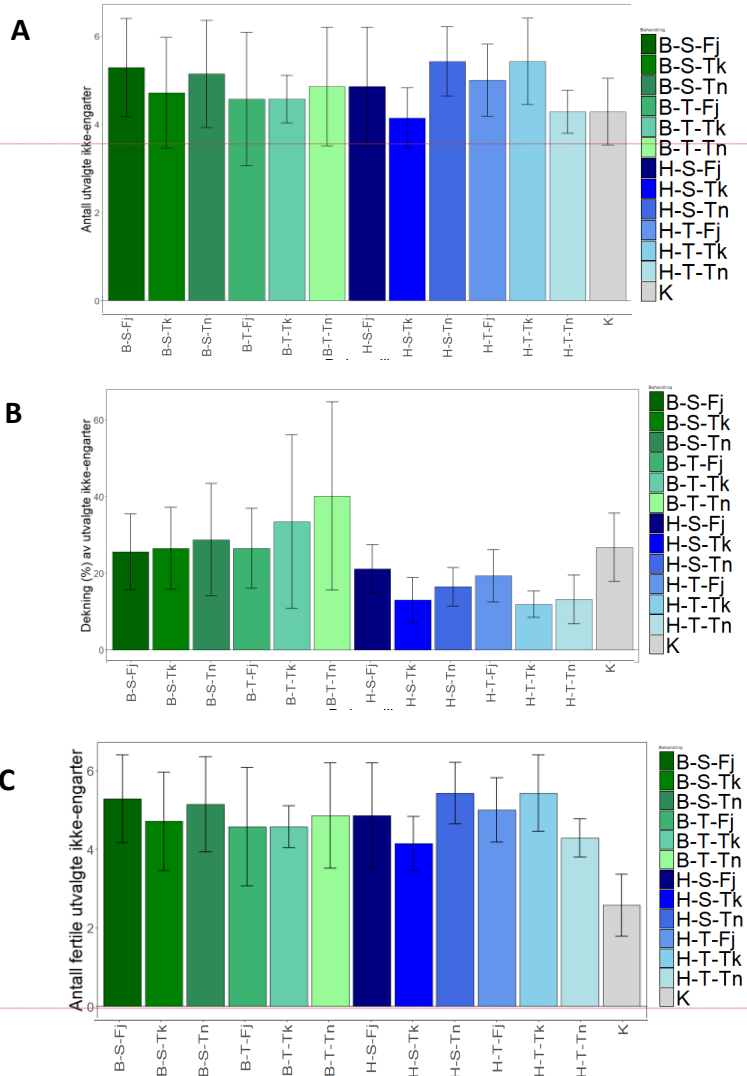 A
Antall utvalgte ikke-engarter
6
4
2
0
B-S-Fj
B-S-Tk
B-S-Tn
B-T-Fj
B-T-Tk
B-T-Tn
H-S-Fj
H-S-Tk
H-S-Tn
H-T-Fj
H-T-Tk
H-T-Tn
K
Behandling
B-S-Fj
B-S-Tk
B-S-Tn
B-T-Fj
B-T-Tk
B-T-Tn
H-S-Fj
H-S-Tk
H-S-Tn
H-T-Fj
H-T-Tk
H-T-Tn
K
B
Dekning (%) av utvalgte ikke-engarter
60
40
20
0
B-S-Fj
B-S-Tk
B-S-Tn
B-T-Fj
B-T-Tk
B-T-Tn
H-S-Fj
H-S-Tk
H-S-Tn
H-T-Fj
H-T-Tk
H-T-Tn
K
Behandling
B-S-Fj
B-S-Tk
B-S-Tn
B-T-Fj
B-T-Tk
B-T-Tn
H-S-Fj
H-S-Tk
H-S-Tn
H-T-Fj
H-T-Tk
H-T-Tn
K
C
Antall fertile utvalgte ikke-engarter
6
4
2
0
B-S-Fj
B-S-Tk
B-S-Tn
B-T-Fj
B-T-Tk
B-T-Tn
H-S-Fj
H-S-Tk
H-S-Tn
H-T-Fj
H-T-Tk
H-T-Tn
K
Behandling
B-S-Fj
B-S-Tk
B-S-Tn
B-T-Fj
B-T-Tk
B-T-Tn
H-S-Fj
H-S-Tk
H-S-Tn
H-T-Fj
H-T-Tk
H-T-Tn
K